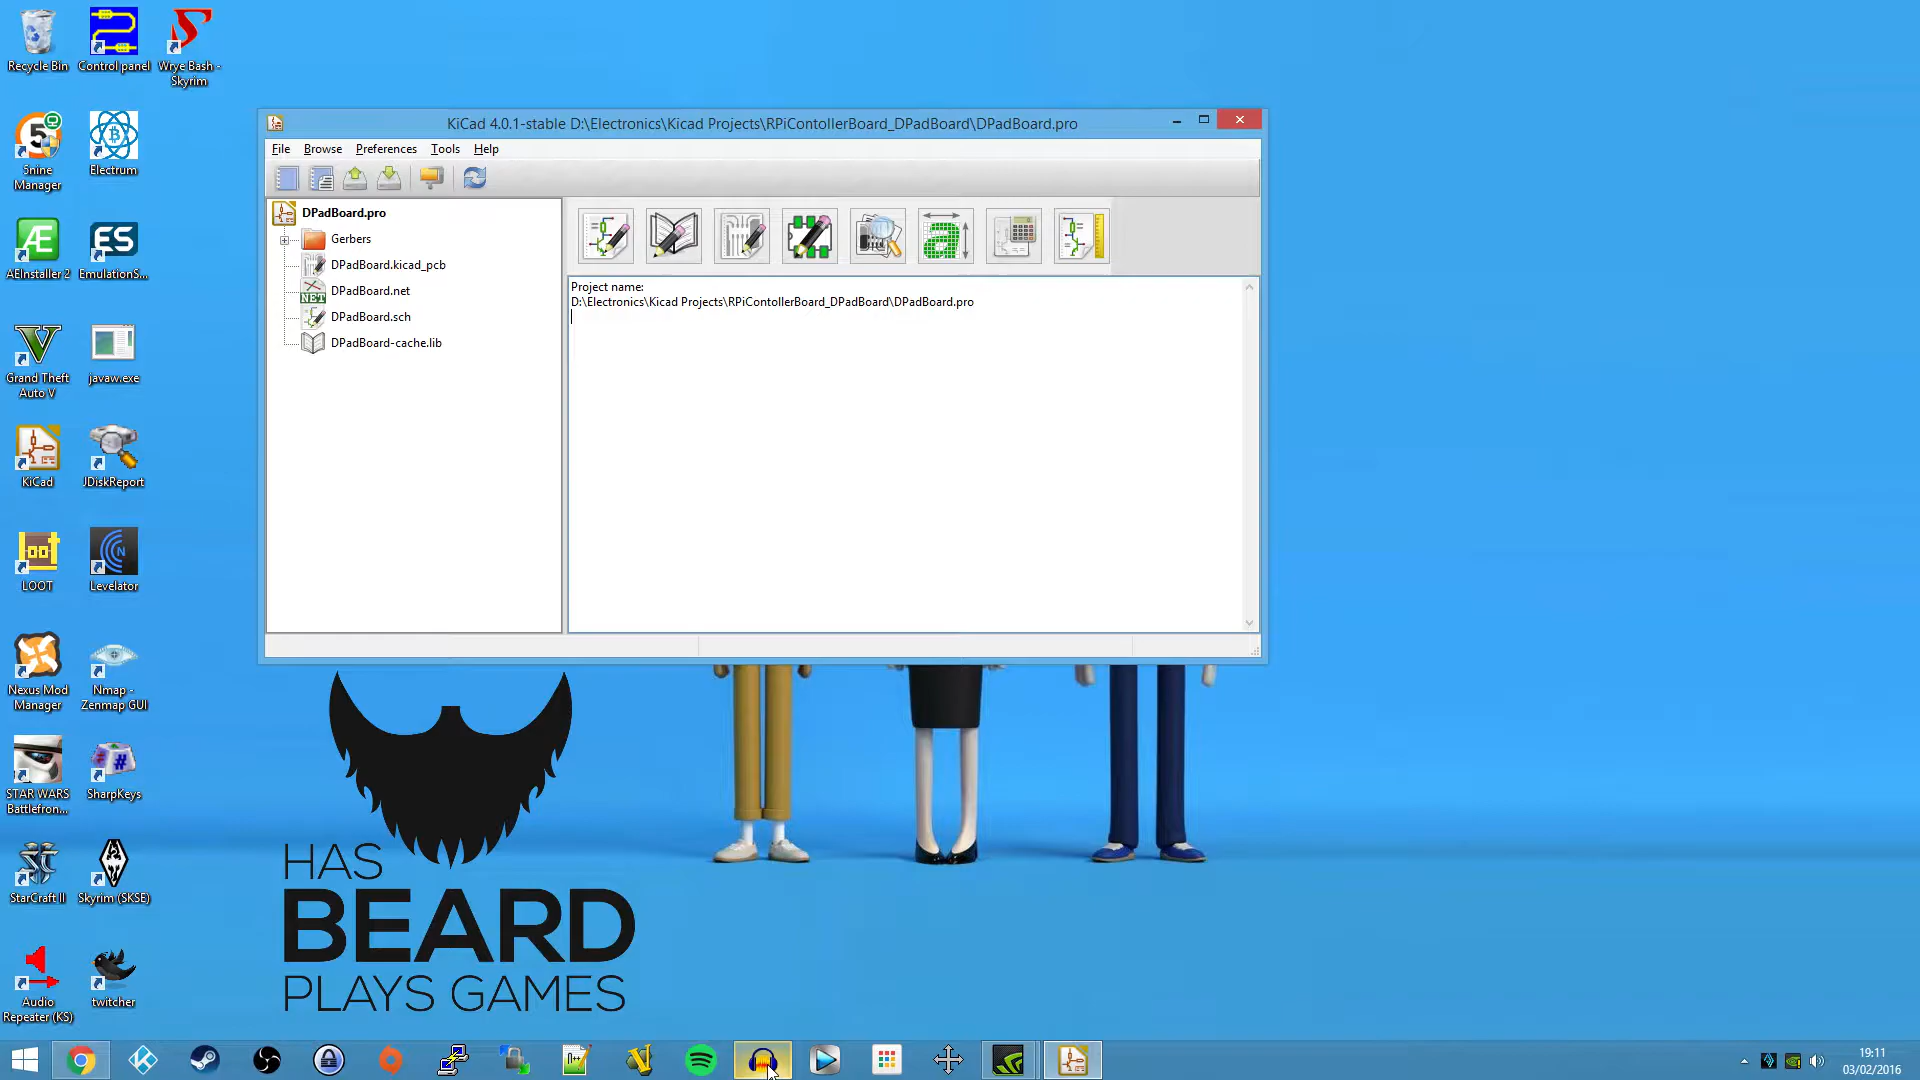 Recycle Bin
Control panel
Wrye Bash -
Skyrim
5hine
Manager
Electrum
AEInstaller 2
EmulationS...
Grand Theft
Auto V
javaw.exe
KiCad
JDiskReport
LOOT
Levelator
Nexus Mod
Manager
Nmap -
Zenmap GUI
STAR WARS
Battlefron...
SharpKeys
StarCraft II
Skyrim (SKSE)
Audio
Repeater (KS)
twitcher
KiCad 4.0.1-stable D:\Electronics\Kicad Projects\RPiContollerBoard_DPadBoard\DPadBoard.pro
File Browse Preferences Tools Help
DPadBoard.pro
Gerbers
DPadBoard.kicad_pcb
NET DPadBoard.net
DPadBoard.sch
DPadBoard-cache.lib
Project name:
D:\Electronics\Kicad Projects\RPiContollerBoard_DPadBoard\DPadBoard.pro
HAS
BEARD
PLAYS GAMES
19:11
03/02/2016